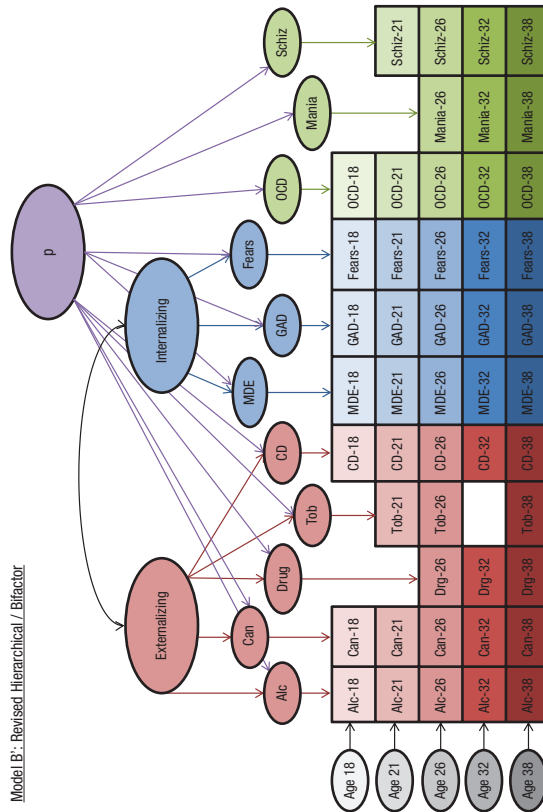 Model B': Revised Hierarchical / Bifactor
p
Externalizing
Internalizing
Alc
Can
Drug
Tob
CD
MDE
GAD
Fears
OCD
Mania
Schiz
Age 18
Alc-18
Can-18
CD-18
MDE-18
GAD-18
Fears-18
OCD-18
Age 21
Alc-21
Can-21
Tob-21
CD-21
MDE-21
GAD-21
Fears-21
OCD-21
Schiz-21
Age 26
Alc-26
Can-26
Drg-26
Tob-26
CD-26
MDE-26
GAD-26
Fears-26
OCD-26
Mania-26
Schiz-26
Age 32
Alc-32
Can-32
Drg-32
CD-32
MDE-32
GAD-32
Fears-32
OCD-32
Mania-32
Schiz-32
Age 38
Alc-38
Can-38
Drg-38
Tob-38
CD-38
MDE-38
GAD-38
Fears-38
OCD-38
Mania-38
Schiz-38